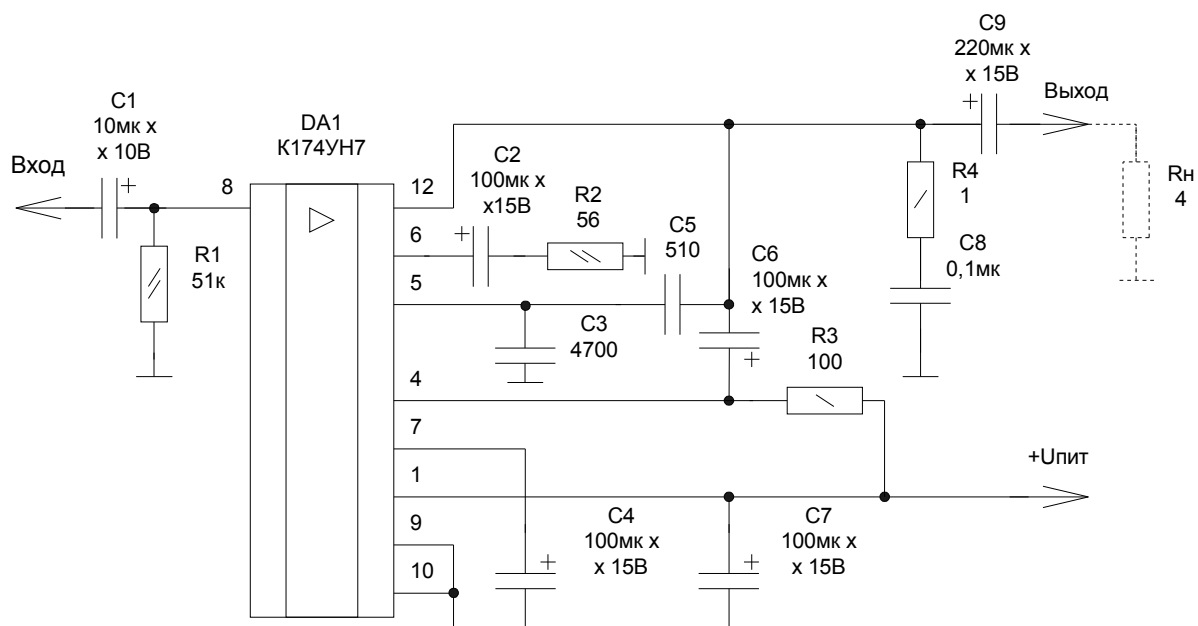 C9
220мк x
x 15В
Выход
C1
10мк x
x 10В
DA1
К174УН7
Вход
8
12
C2
100мк x
x15В
R2
56
R4
1
Rн
4
6
C5
510
C6
100мк x
x 15В
C8
0,1мк
R1
51к
5
C3
4700
R3
100
4
7
+Uпит
1
9
C4
100мк x
x 15В
C7
100мк x
x 15В
10